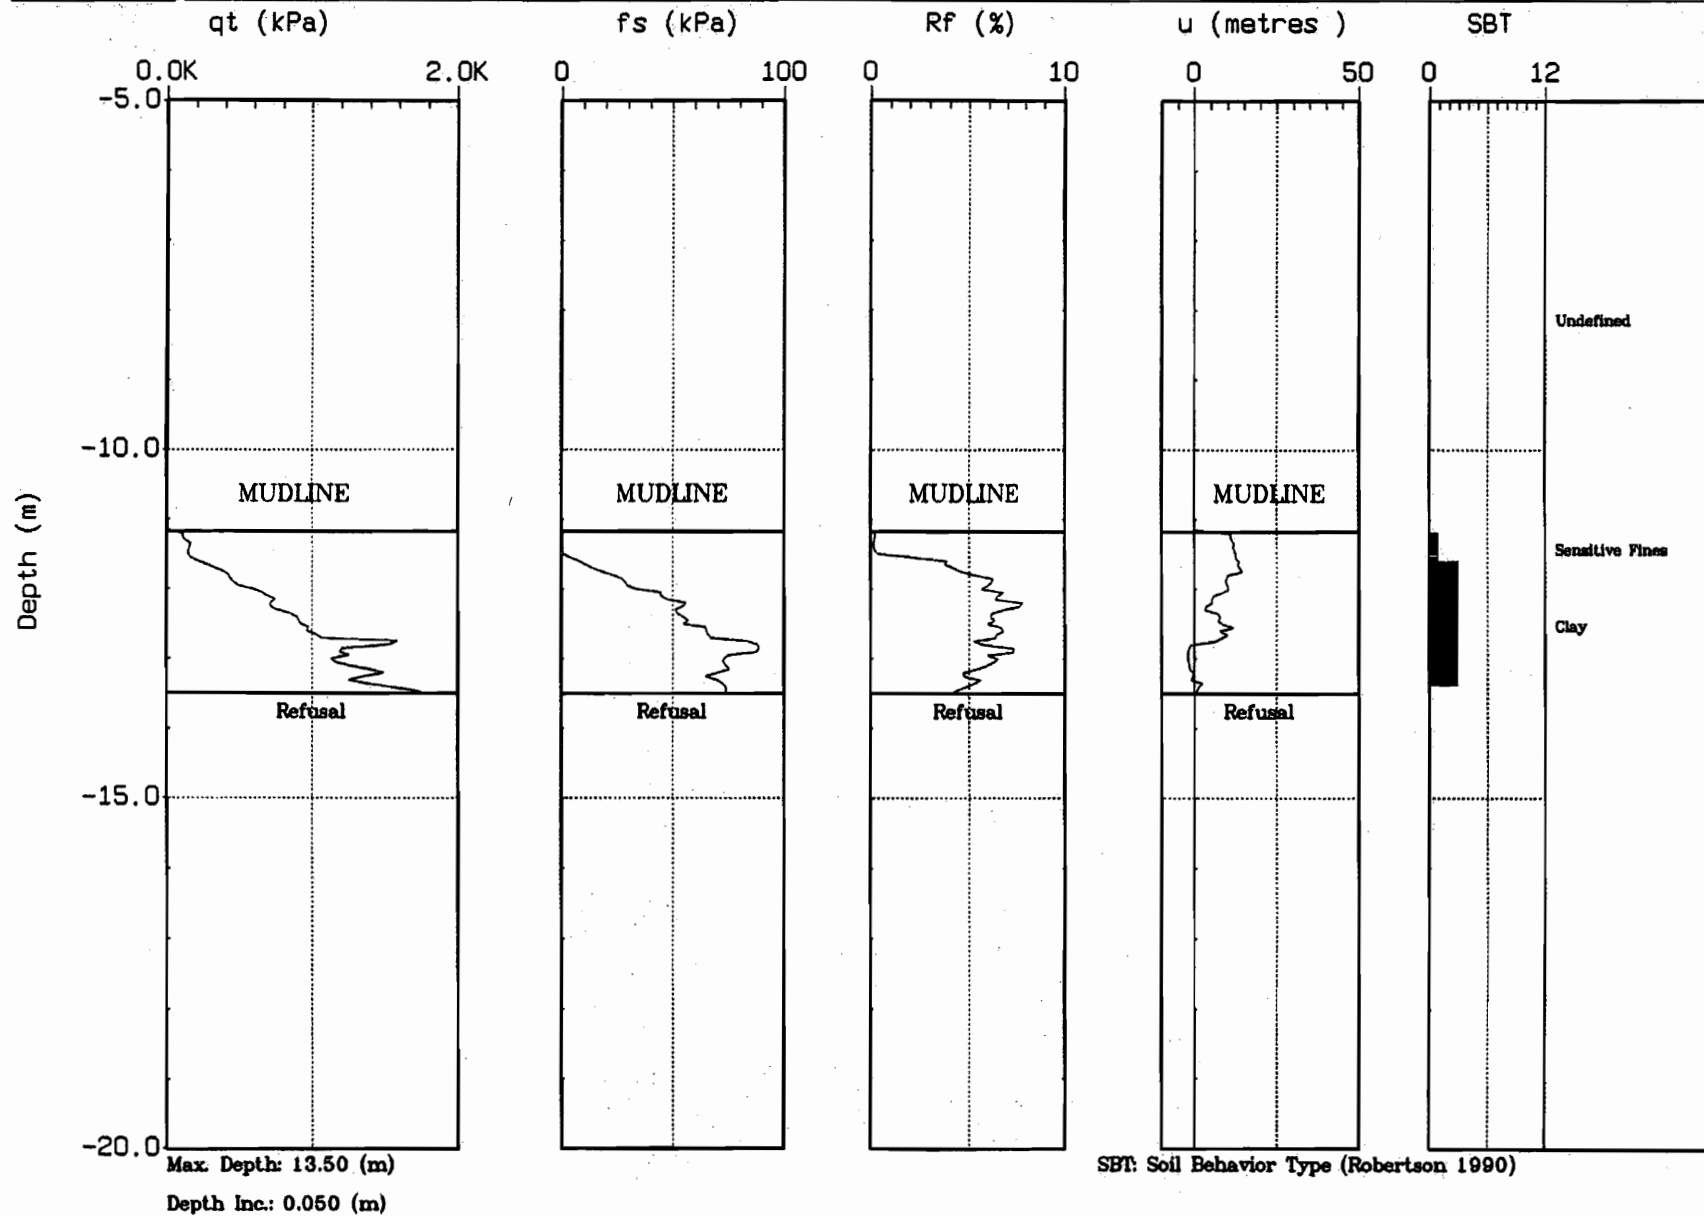 qt (kPa) fs (kPa) Rf (%) u (metres ) SBT
0.0K 2.0K 0 100 0 10 0 50 0 12
-5.0
Undefined
-10.0
MUDLINE MUDLINE MUDLINE MUDLINE
Depth (m)
Sensitive Fines
Clay
Refusal Refusal Refusal Refusal
-15.0
-20.0
Max. Depth: 13.50 (m) SBT: Soil Behavior Type (Robertson 1990)
Depth Inc.: 0.050 (m)